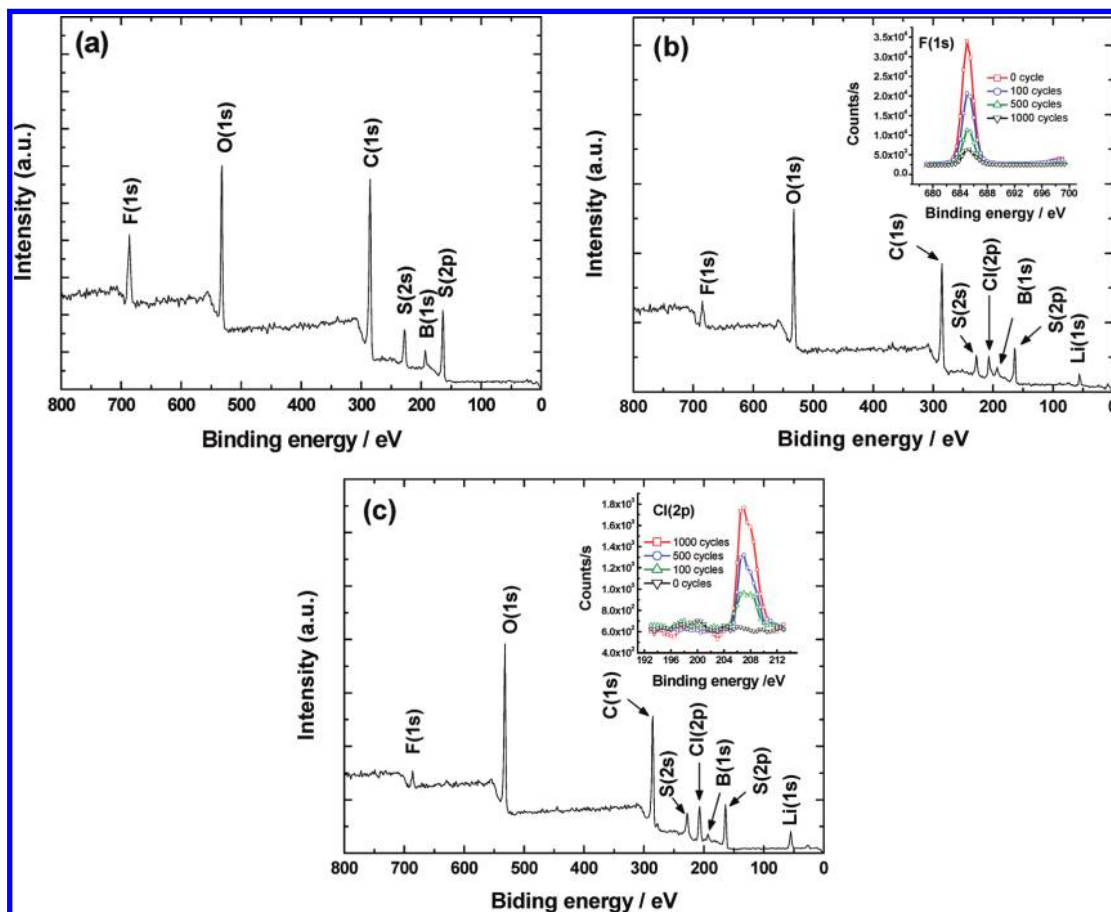 (a)
Intensity (a.u.)
F(1s)
O(1s)
C(1s)
S(2s)
B(1s)
S(2p)
800 700 600 500 400 300 200 100 0
Binding energy / eV
(b)
Intensity (a.u.)
F(1s)
O(1s)
C(1s)
S(2s)
Cl(2p)
B(1s)
S(2p)
Li(1s)
800 700 600 500 400 300 200 100 0
Biding energy / eV
F(1s)
Counts/s
3.5x10⁴
3.0x10⁴
2.5x10⁴
2.0x10⁴
1.5x10⁴
1.0x10⁴
5.0x10³
0.0
0 cycle
100 cycles
500 cycles
1000 cycles
680 684 688 692 696 700
Binding energy / eV
(c)
Intensity (a.u.)
F(1s)
O(1s)
C(1s)
S(2s)
Cl(2p)
B(1s)
S(2p)
Li(1s)
800 700 600 500 400 300 200 100 0
Biding energy / eV
Cl(2p)
Counts/s
1.8x10³
1.6x10³
1.4x10³
1.2x10³
1.0x10³
8.0x10²
6.0x10²
4.0x10²
1000 cycles
500 cycles
100 cycles
0 cycles
192 196 200 204 208 212
Binding energy /eV